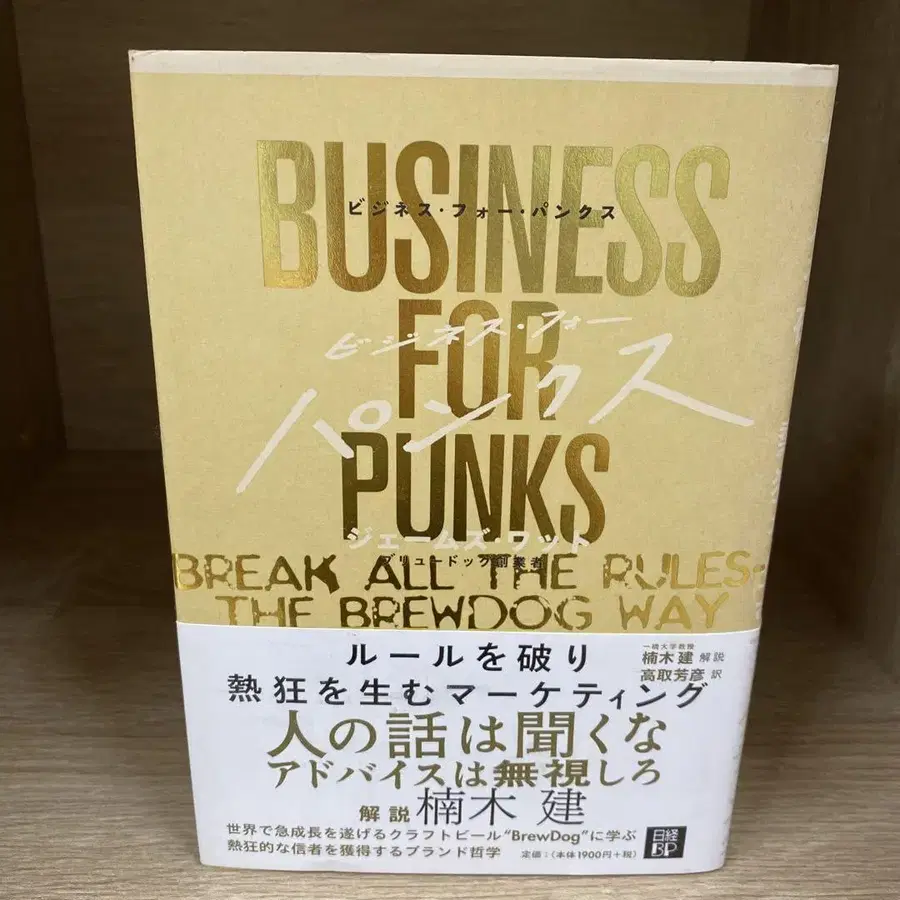 BUSINESS
ビジネス・フォー・パンクス
FOR
ビジネス・フォー
パンクス
PUNKS
ジェームズ・ワット
ブリュードッグ創業者
BREAK ALL THE RULES-
THE BREWDOG WAY
一橋大学教授
楠木建 解説
高取芳彦 訳
ルールを破り
熱狂を生むマーケティング
人の話は聞くな
アドバイスは無視しろ
解説 楠木 建
世界で急成長を遂げるクラフトビール"BrewDog"に学ぶ
熱狂的な信者を獲得するブランド哲学
定価:(本体1900円+税)
日経
BP